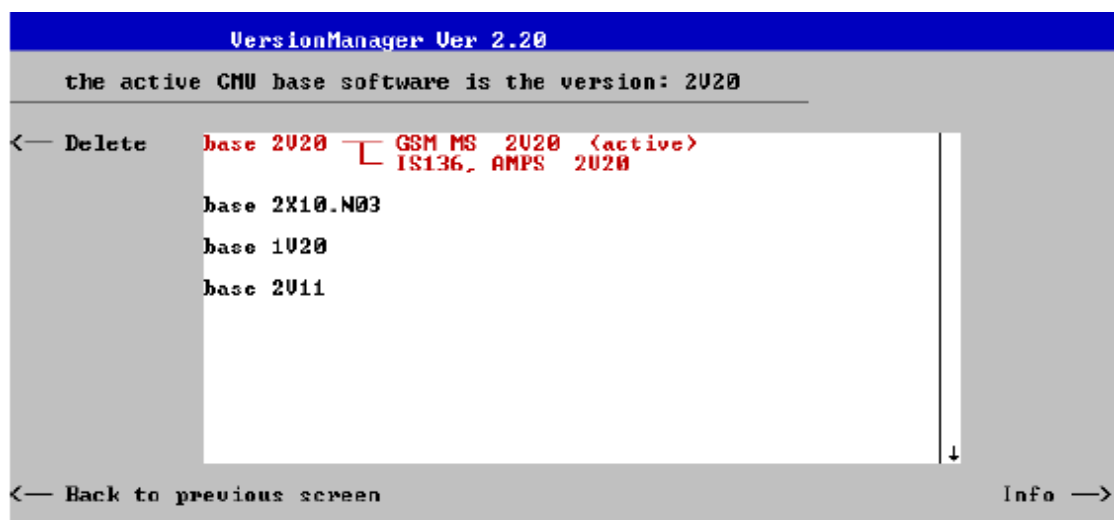 VersionManager Ver 2.20
the active CMU base software is the version: 2V20
<— Delete
base 2V20 GSM MS 2V20 <active>
IS136, AMPS 2V20
base 2X10.N03
base 1V20
base 2V11
<— Back to previous screen
Info —>